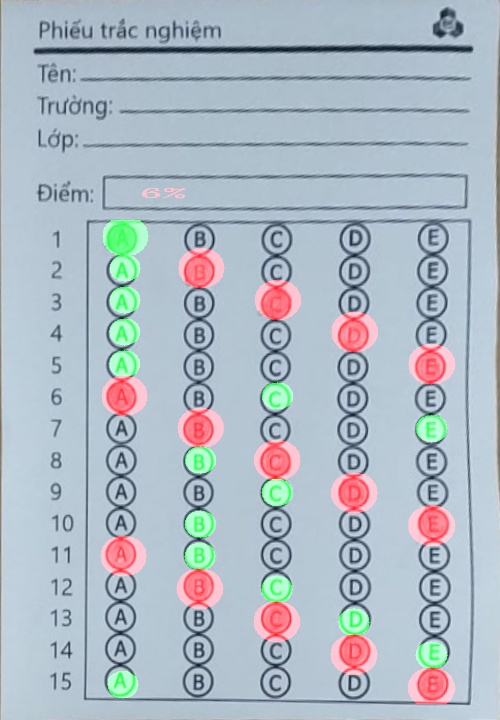 Phiếu trắc nghiệm
Tên:
Trường:
Lớp:
Điểm: 6%
1 A B C D E
2 A B C D E
3 A B C D E
4 A B C D E
5 A B C D E
6 A B C D E
7 A B C D E
8 A B C D E
9 A B C D E
10 A B C D E
11 A B C D E
12 A B C D E
13 A B C D E
14 A B C D E
15 A B C D E